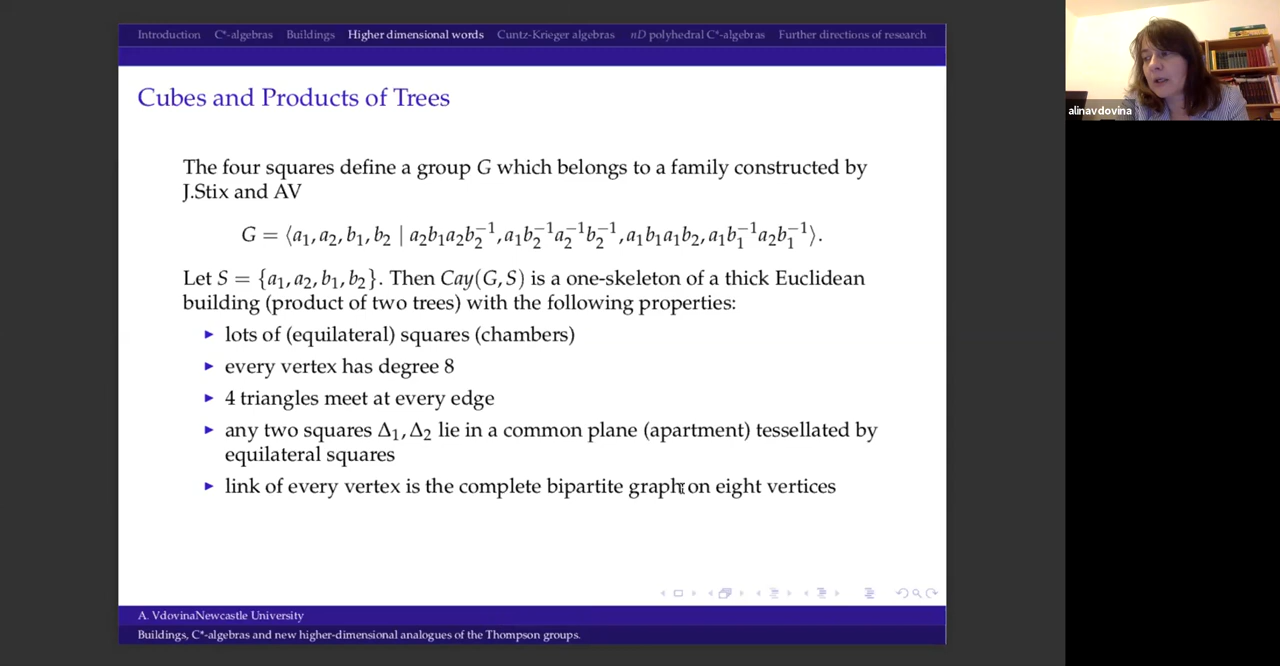 Introduction C*-algebras Buildings Higher dimensional words Cuntz-Krieger algebras nD polyhedral C*-algebras Further directions of research
Cubes and Products of Trees
The four squares define a group G which belongs to a family constructed by
J.Stix and AV
G = ⟨a₁, a₂, b₁, b₂ | a₂b₁a₂b₂⁻¹, a₁b₂⁻¹a₂⁻¹b₂⁻¹, a₁b₁a₁b₂, a₁b₁⁻¹a₂b₁⁻¹⟩.
Let S = {a₁, a₂, b₁, b₂}. Then Cay(G, S) is a one-skeleton of a thick Euclidean
building (product of two trees) with the following properties:
▶ lots of (equilateral) squares (chambers)
▶ every vertex has degree 8
▶ 4 triangles meet at every edge
▶ any two squares Δ₁, Δ₂ lie in a common plane (apartment) tessellated by
equilateral squares
▶ link of every vertex is the complete bipartite graph on eight vertices
A. VdovinaNewcastle University
Buildings, C*-algebras and new higher-dimensional analogues of the Thompson groups.
alinavdovina